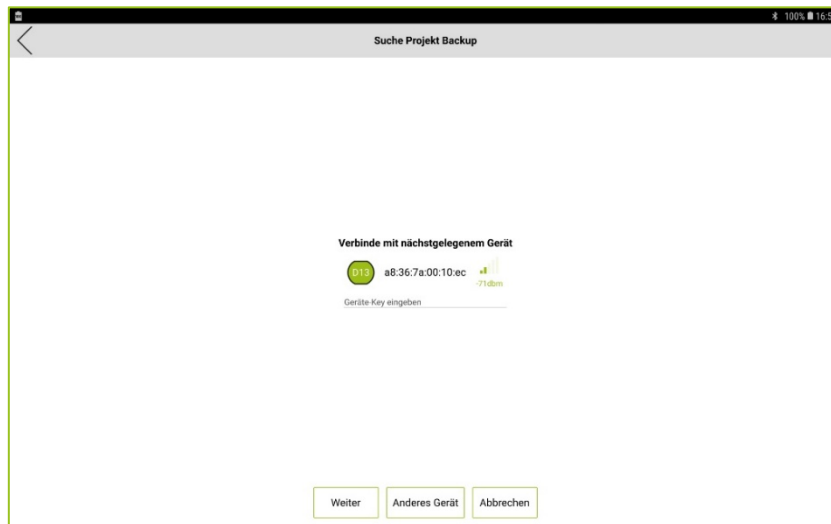 100% 16:5
Suche Projekt Backup
Verbinde mit nächstgelegenem Gerät
D13 a8:36:7a:00:10:ec
-71dbm
Geräte-Key eingeben
Weiter Anderes Gerät Abbrechen